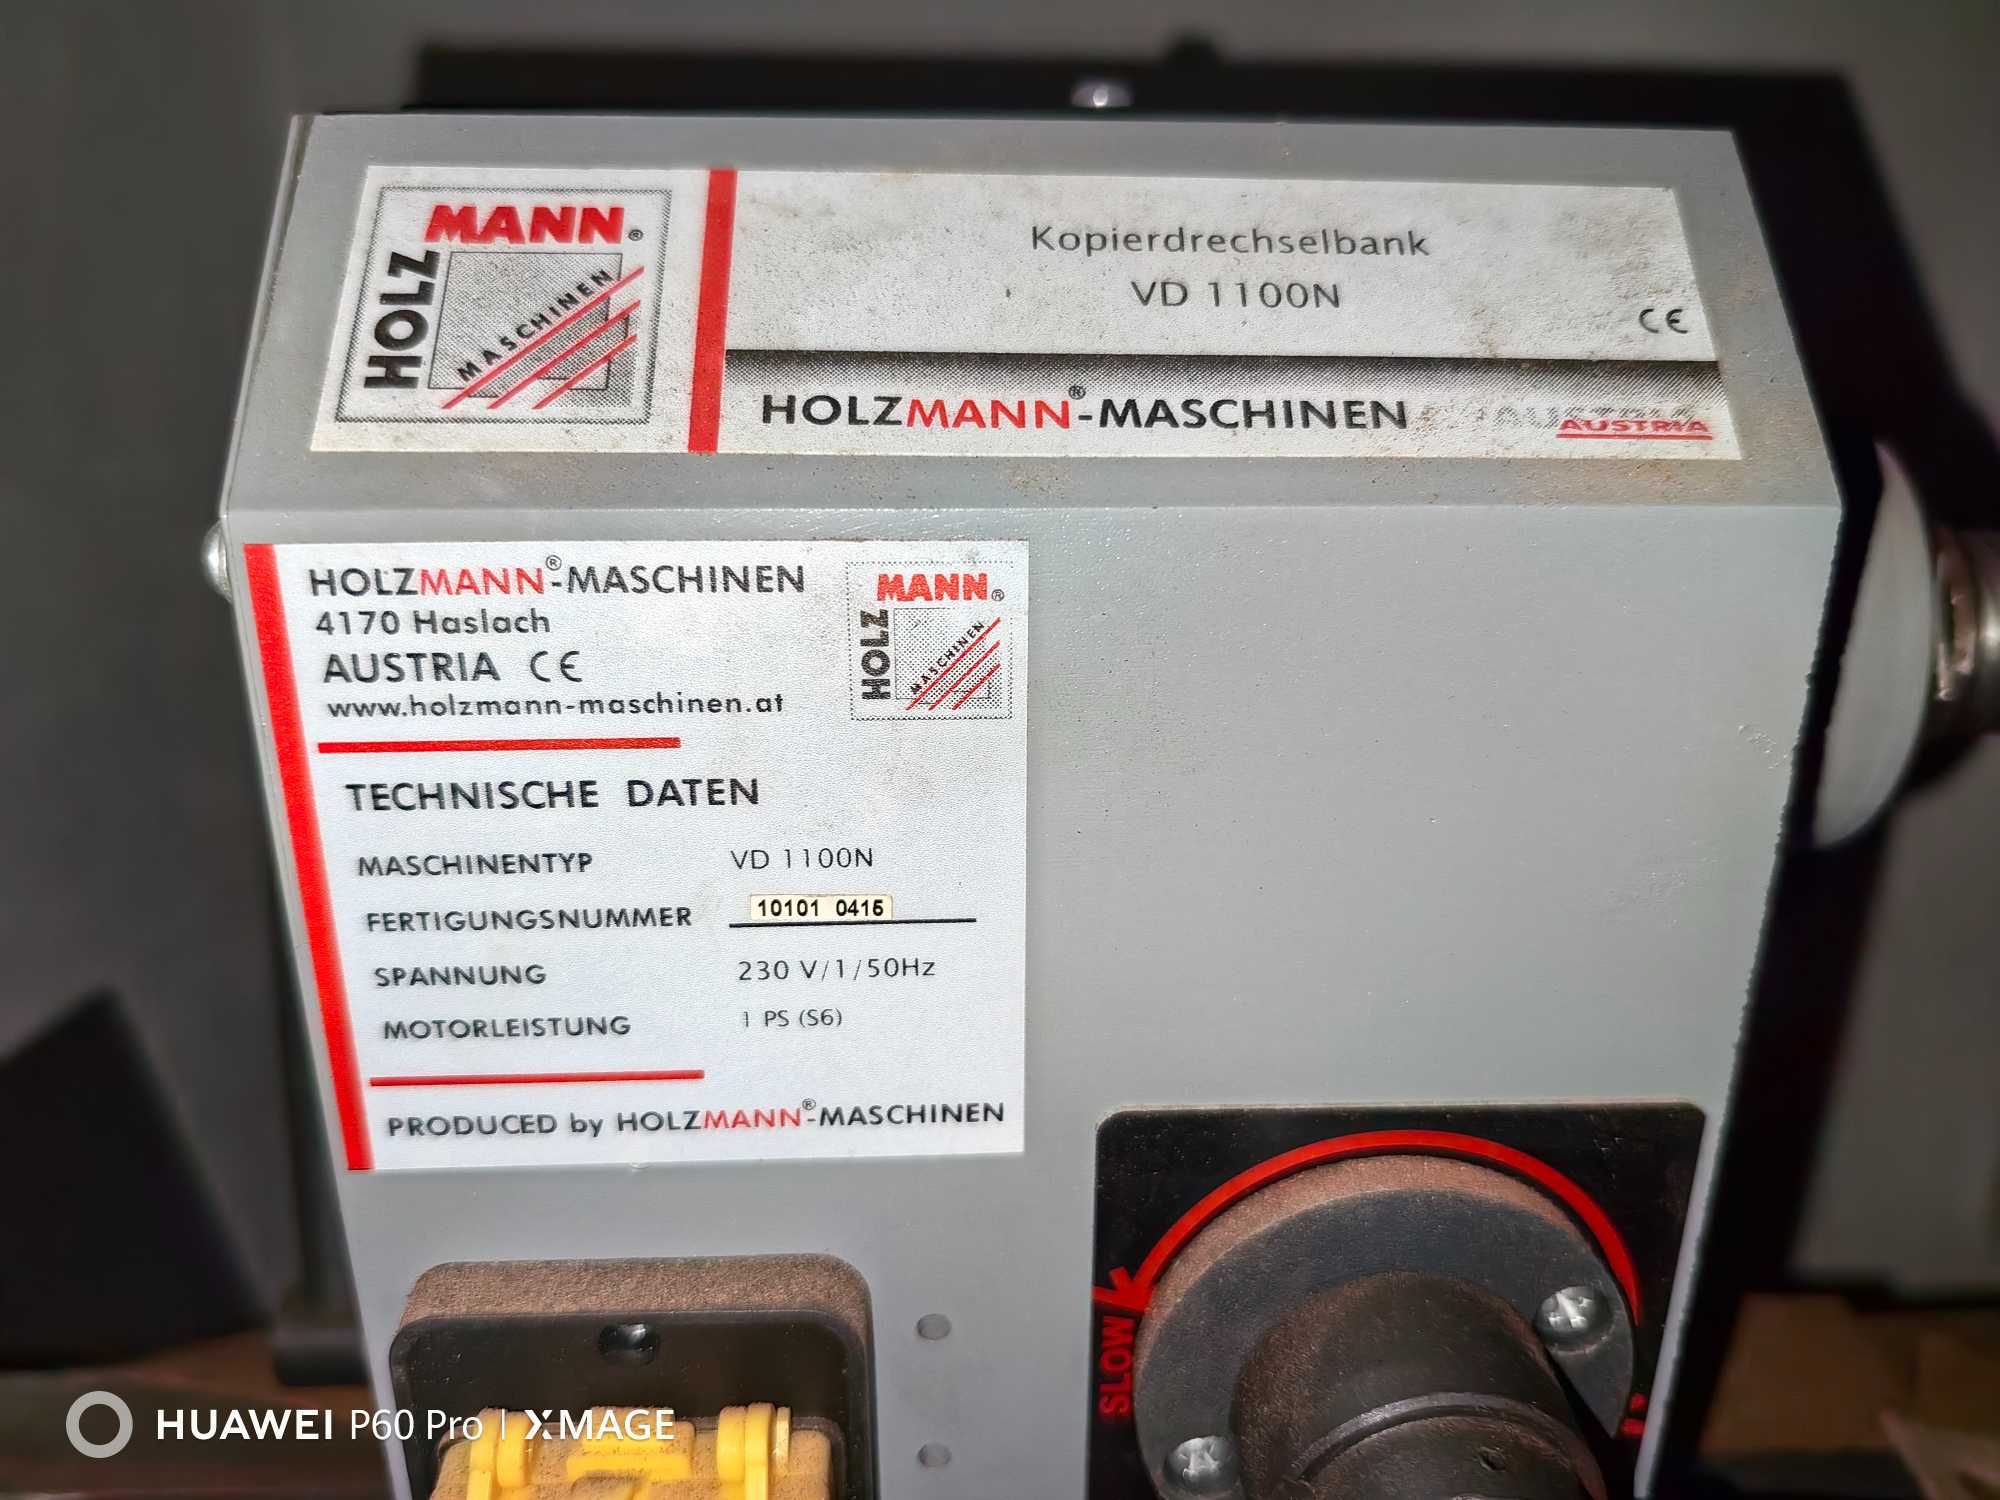 HOLZ
MANN®
MASCHINEN
Kopierdrechselbank
VD 1100N
CE
HOLZMANN®-MASCHINEN
AUSTRIA
HOLZMANN®-MASCHINEN
4170 Haslach
AUSTRIA CE
www.holzmann-maschinen.at
HOLZ
MANN®
MASCHINEN
TECHNISCHE DATEN
MASCHINENTYP VD 1100N
FERTIGUNGSNUMMER 10101 0415
SPANNUNG 230 V/1/50Hz
MOTORLEISTUNG 1 PS (S6)
PRODUCED by HOLZMANN®-MASCHINEN
SLOW
HUAWEI P60 Pro | XMAGE